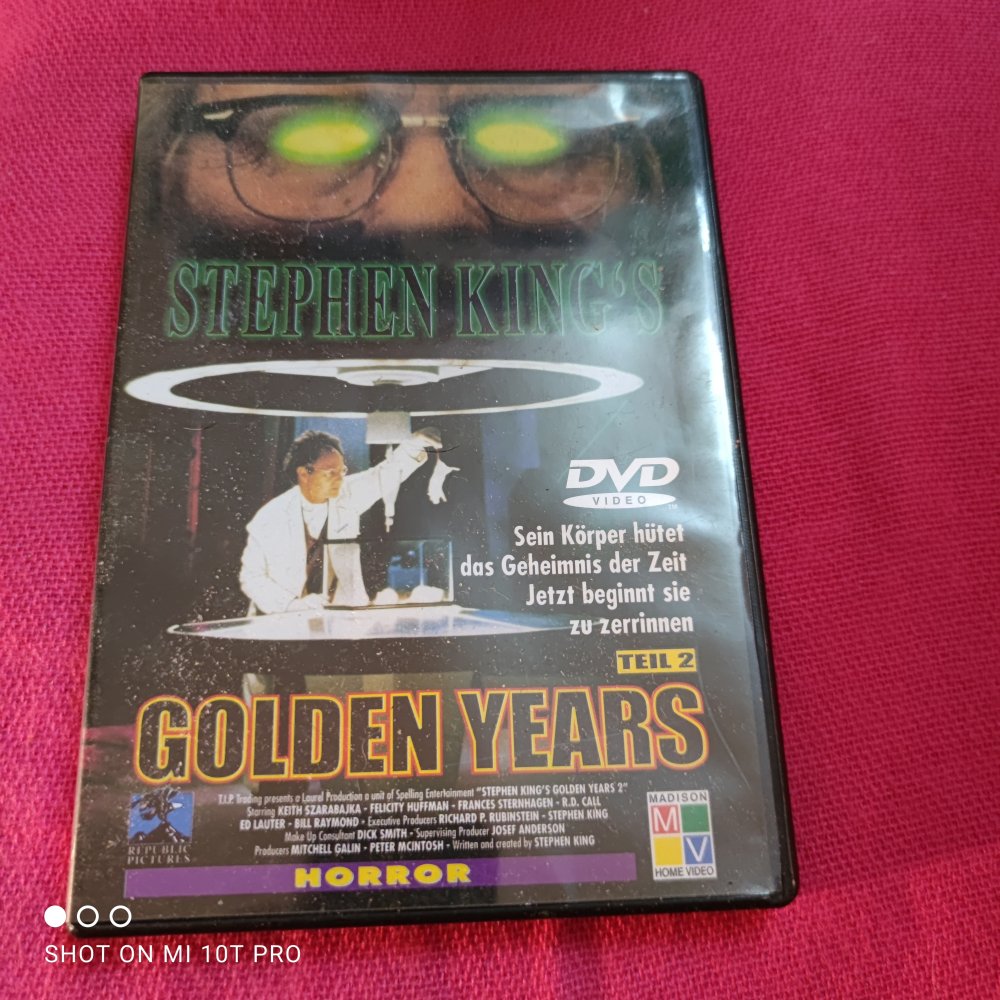 STEPHEN KING'S
DVD
VIDEO
TM
Sein Körper hütet
das Geheimnis der Zeit
Jetzt beginnt sie
zu zerrinnen
TEIL 2
GOLDEN YEARS
T.I.P. Trading presents a Laurel Production a unit of Spelling Entertainment "STEPHEN KING'S GOLDEN YEARS 2"
Starring KEITH SZARABAJKA - FELICITY HUFFMAN - FRANCES STERNHAGEN - R.D. CALL
ED LAUTER - BILL RAYMOND - Executive Producers RICHARD P. RUBINSTEIN - STEPHEN KING
Make Up Consultant DICK SMITH - Supervising Producer JOSEF ANDERSON
Producers MITCHELL GALIN - PETER MCINTOSH - Written and created by STEPHEN KING
REPUBLIC
PICTURES
MADISON
M
V
HOME VIDEO
HORROR
SHOT ON MI 10T PRO